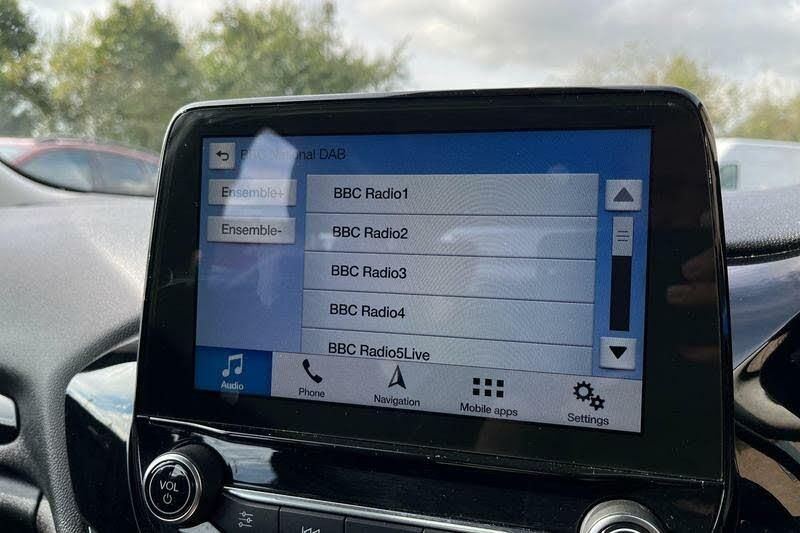 BBC National DAB
Ensemble+
Ensemble-
BBC Radio1
BBC Radio2
BBC Radio3
BBC Radio4
BBC Radio5Live
Audio
Phone
Navigation
Mobile apps
Settings
VOL